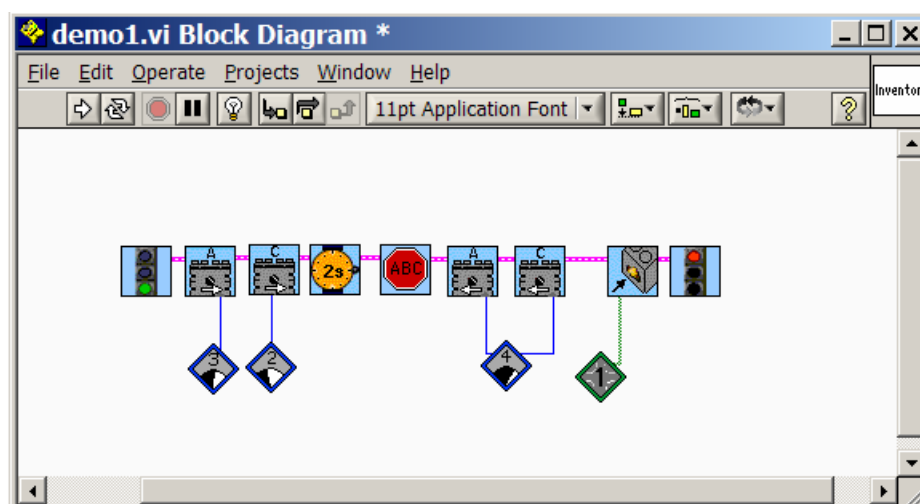 demo1.vi Block Diagram *
File Edit Operate Projects Window Help
11pt Application Font
Inventor
A C 2s ABC A C
3 2 4 1